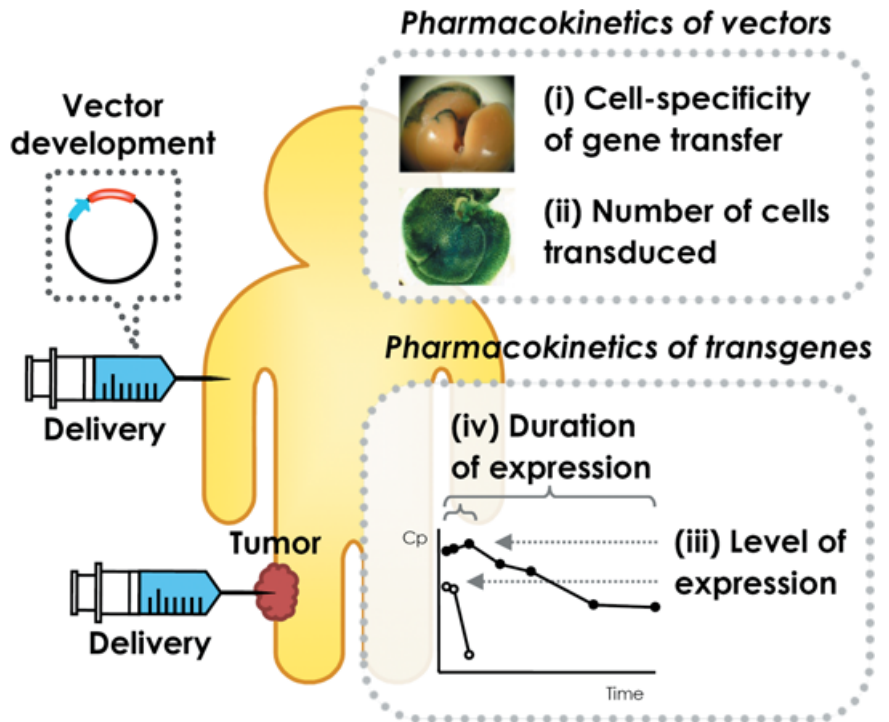 Pharmacokinetics of vectors
Vector
development
(i) Cell-specificity
of gene transfer
(ii) Number of cells
transduced
Delivery
Pharmacokinetics of transgenes
(iv) Duration
of expression
Cp
(iii) Level of
expression
Time
Tumor
Delivery